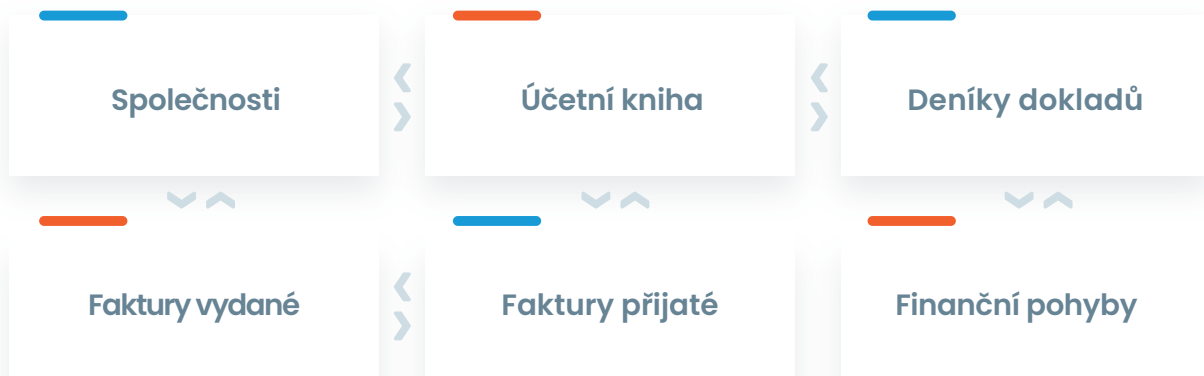 Společnosti
Účetní kniha
Deníky dokladů
Faktury vydané
Faktury přijaté
Finanční pohyby